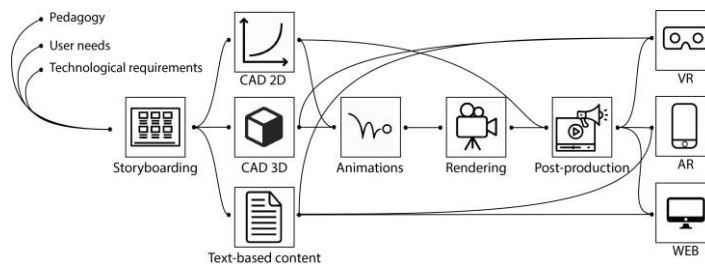 Pedagogy
User needs
Technological requirements
Storyboarding
CAD 2D
CAD 3D
Text-based content
Animations
Rendering
Post-production
VR
AR
WEB